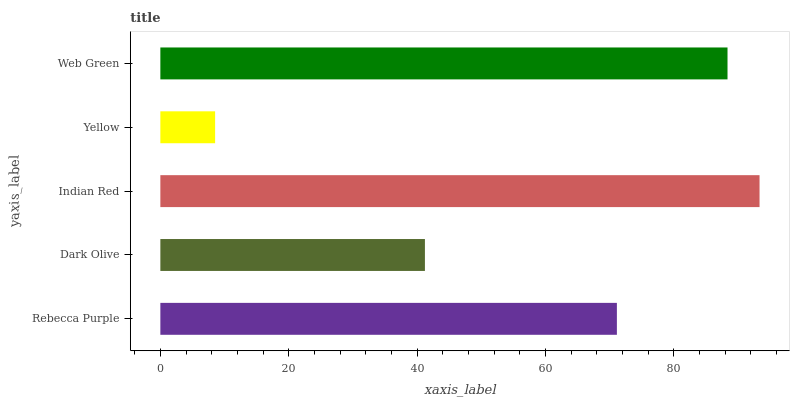 title
Web Green
Yellow
Indian Red
Dark Olive
Rebecca Purple
yaxis_label
0 20 40 60 80
xaxis_label